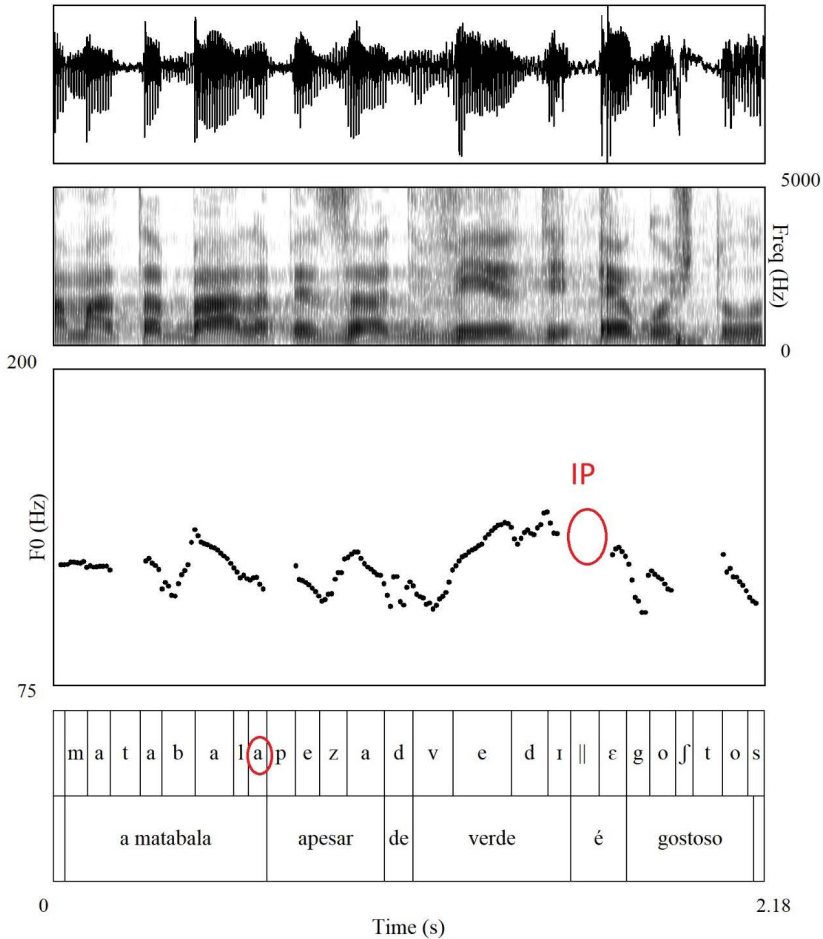 5000
Freq (Hz)
0
200
IP
F0 (Hz)
75
m a t a b a l a p e z a d v e d ɪ || ɛ g o ʃ t o s
a matabala apesar de verde é gostoso
0 2.18
Time (s)